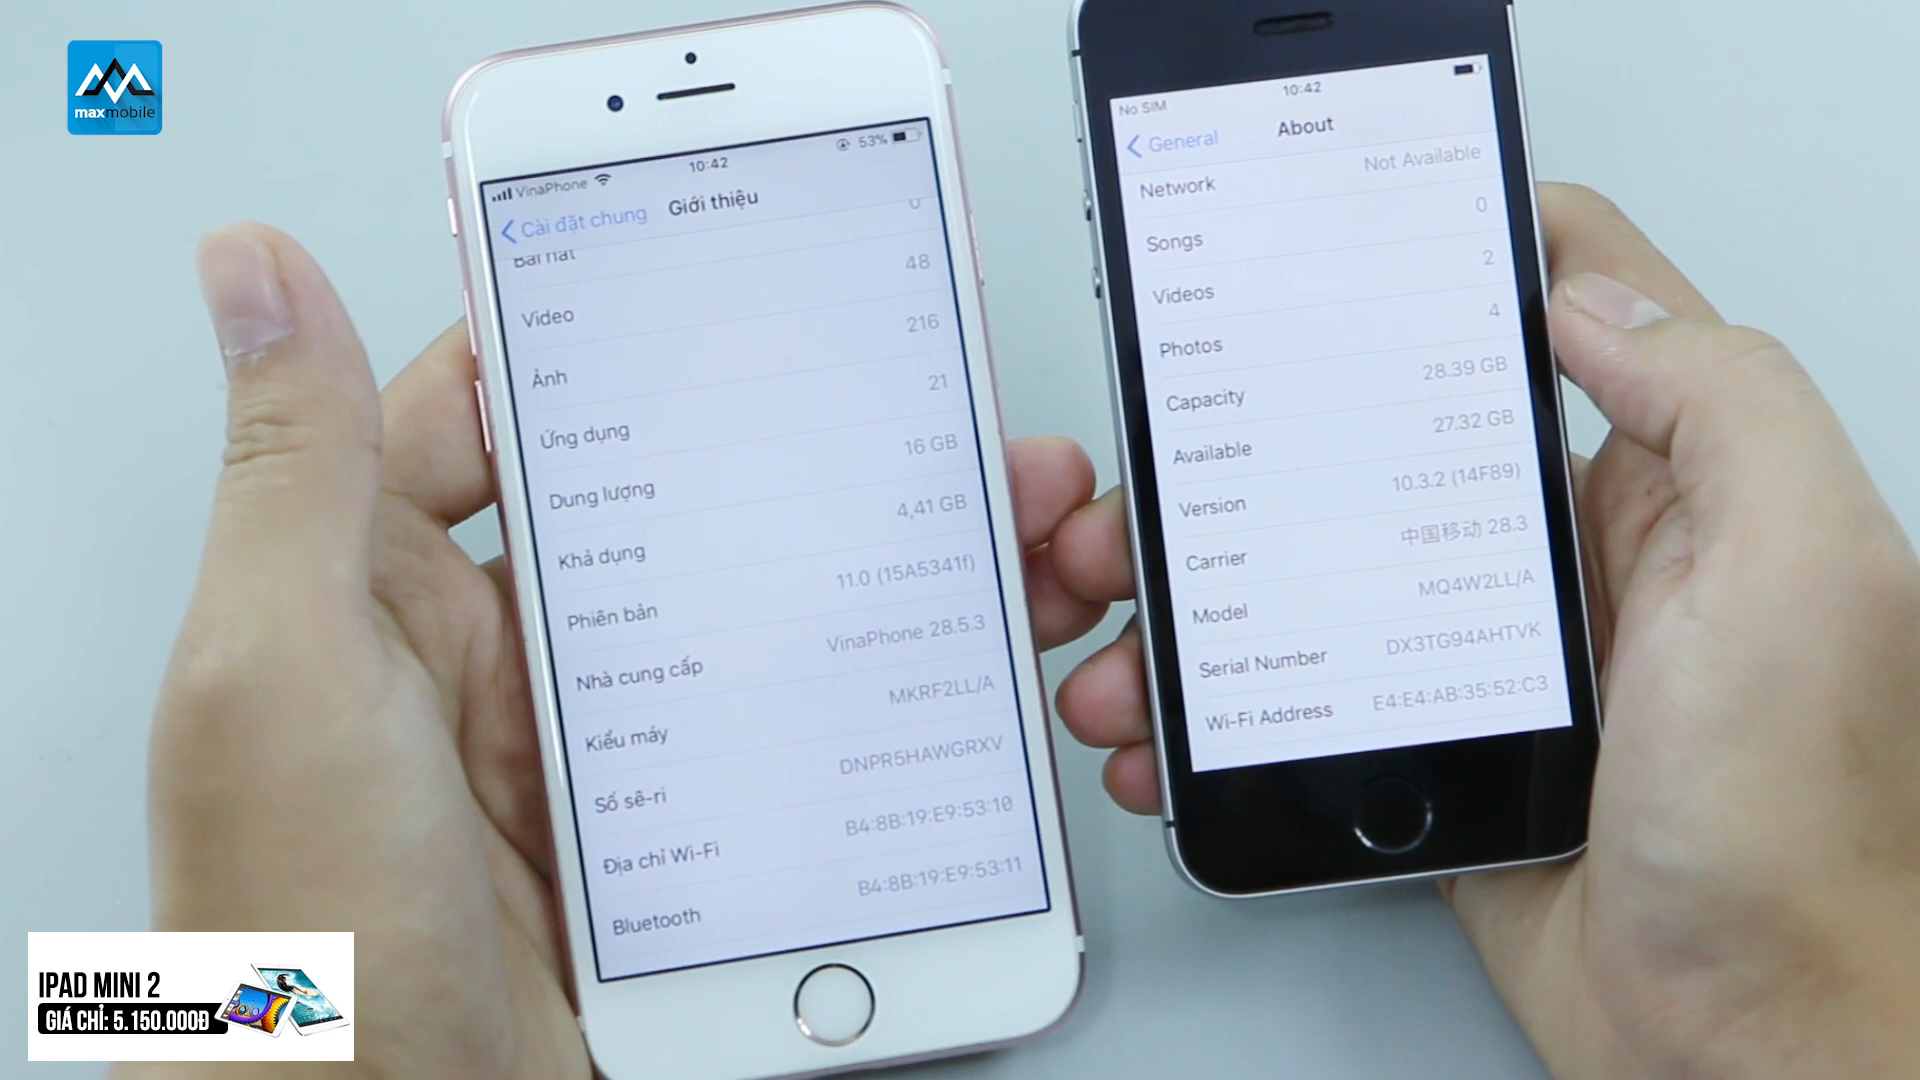 maxmobile
VinaPhone 10:42 53%
Cài đặt chung Giới thiệu
Bài hát 0
Video 48
Ảnh 216
Ứng dụng 21
Dung lượng 16 GB
Khả dụng 4,41 GB
Phiên bản 11.0 (15A5341f)
Nhà cung cấp VinaPhone 28.5.3
Kiểu máy MKRF2LL/A
Số sê-ri DNPR5HAWGRXV
Địa chỉ Wi-Fi B4:8B:19:E9:53:10
Bluetooth B4:8B:19:E9:53:11
No SIM 10:42
General About
Network Not Available
Songs 0
Videos 2
Photos 4
Capacity 28.39 GB
Available 27.32 GB
Version 10.3.2 (14F89)
Carrier 中国移动 28.3
Model MQ4W2LL/A
Serial Number DX3TG94AHTVK
Wi-Fi Address E4:E4:AB:35:52:C3
IPAD MINI 2
GIÁ CHỈ: 5.150.000Đ